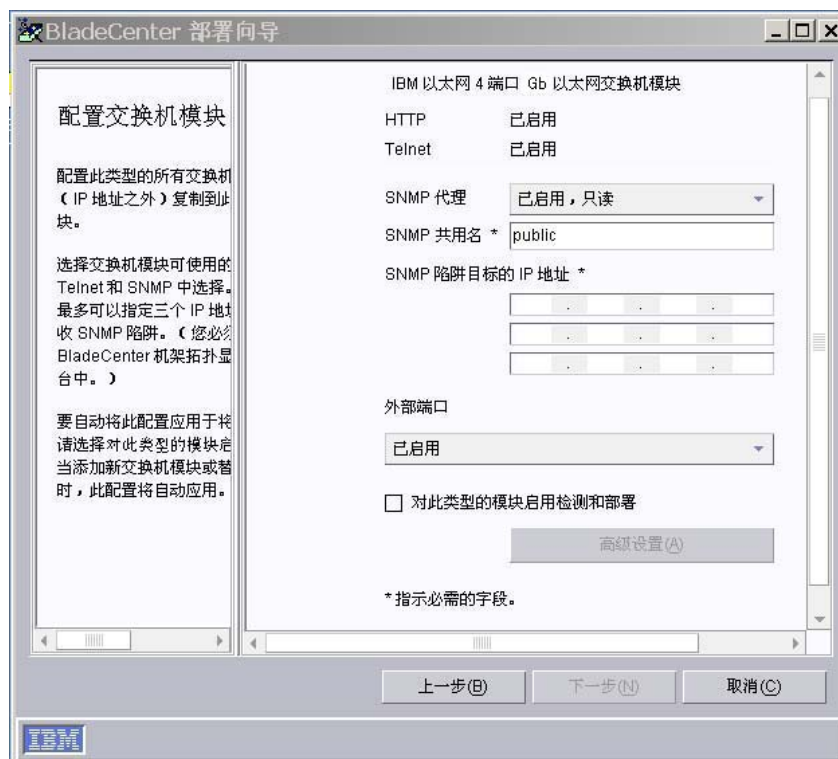 BladeCenter 部署向导
配置交换机模块
配置此类型的所有交换机
（IP 地址之外）复制到此
块。
选择交换机模块可使用的
Telnet 和 SNMP 中选择。
最多可以指定三个 IP 地
收 SNMP 陷阱。（您必
BladeCenter 机架拓扑显
台中。）
要自动将此配置应用于将
请选择对此类型的模块启
当添加新交换机模块或替
时，此配置将自动应用。
IBM 以太网 4 端口 Gb 以太网交换机模块
HTTP 已启用
Telnet 已启用
SNMP 代理 已启用，只读
SNMP 共用名 * public
SNMP 陷阱目标的 IP 地址 *
. . .
. . .
. . .
外部端口
已启用
对此类型的模块启用检测和部署
高级设置(A)
*指示必需的字段。
上一步(B) 下一步(N) 取消(C)
IBM